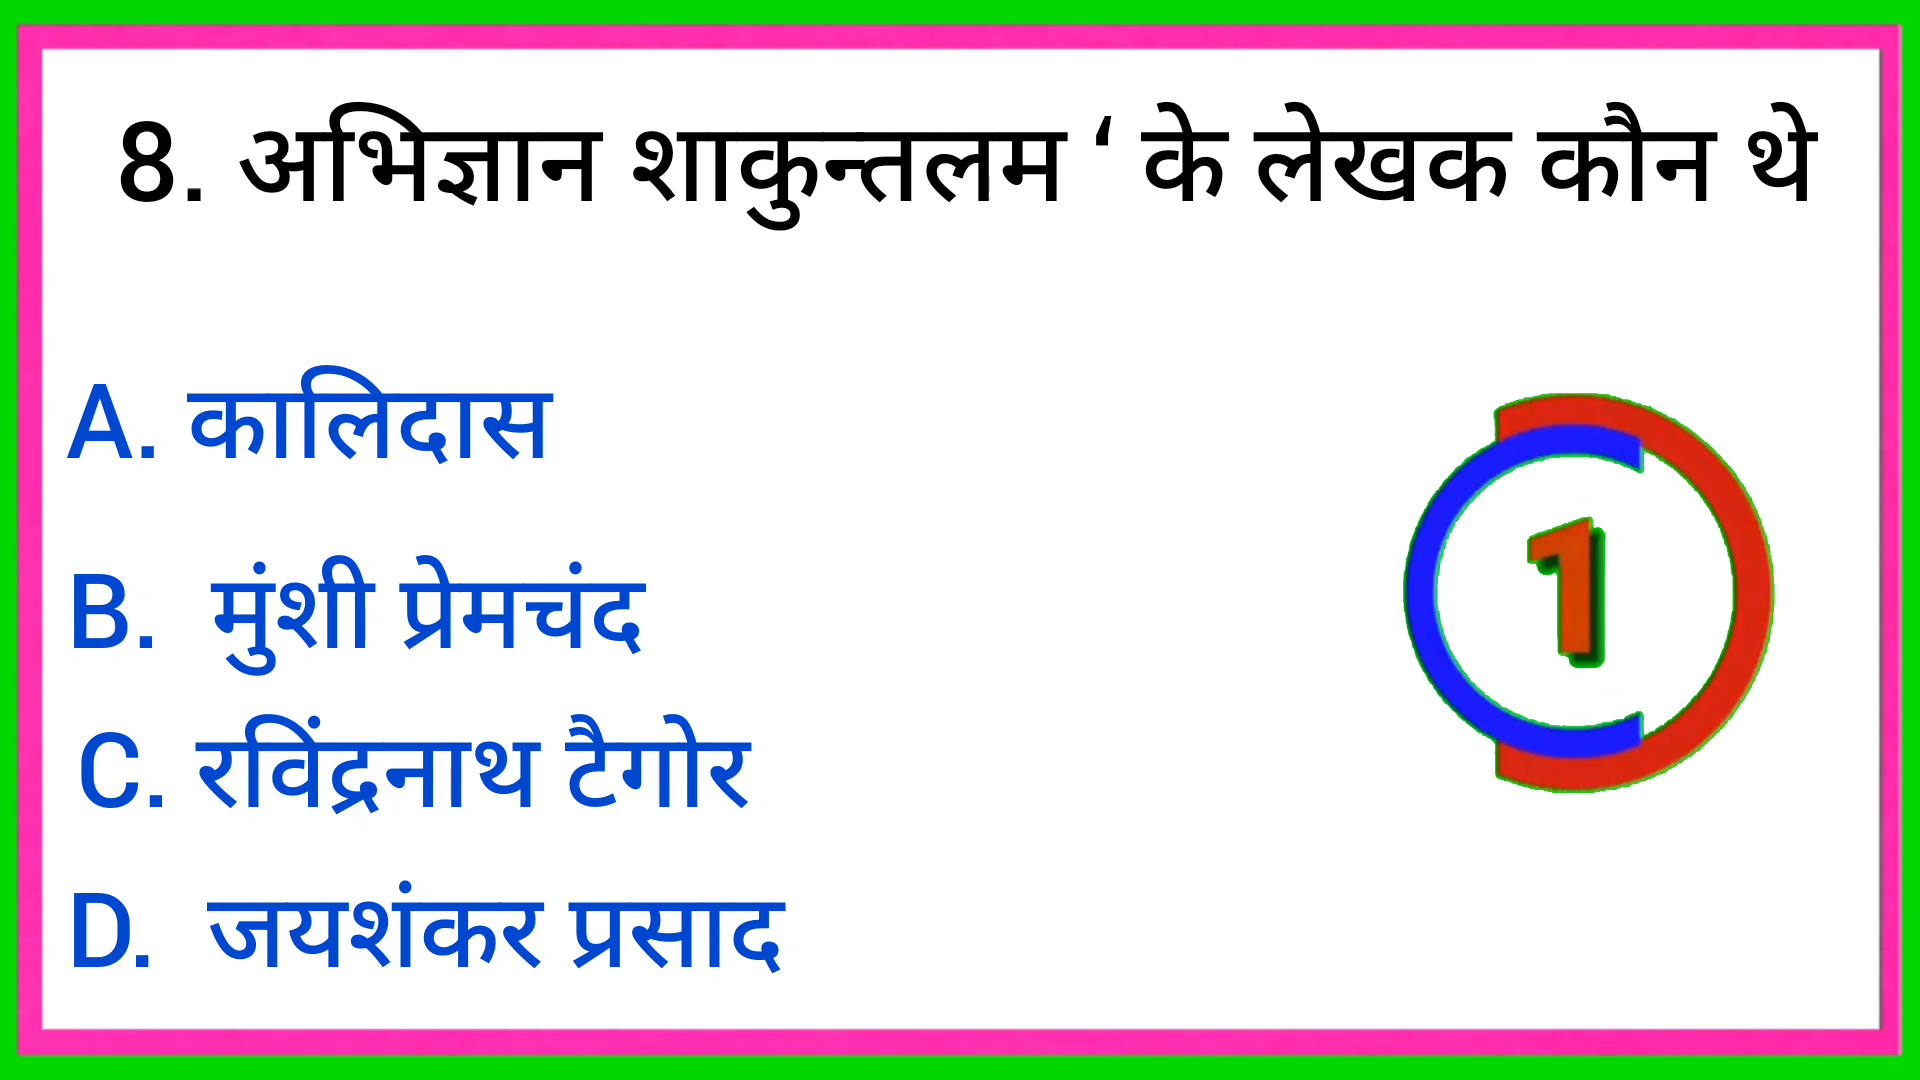 8. अभिज्ञान शाकुन्तलम ‘ के लेखक कौन थे
A. कालिदास
1
B. मुंशी प्रेमचंद
C. रविंद्रनाथ टैगोर
D. जयशंकर प्रसाद